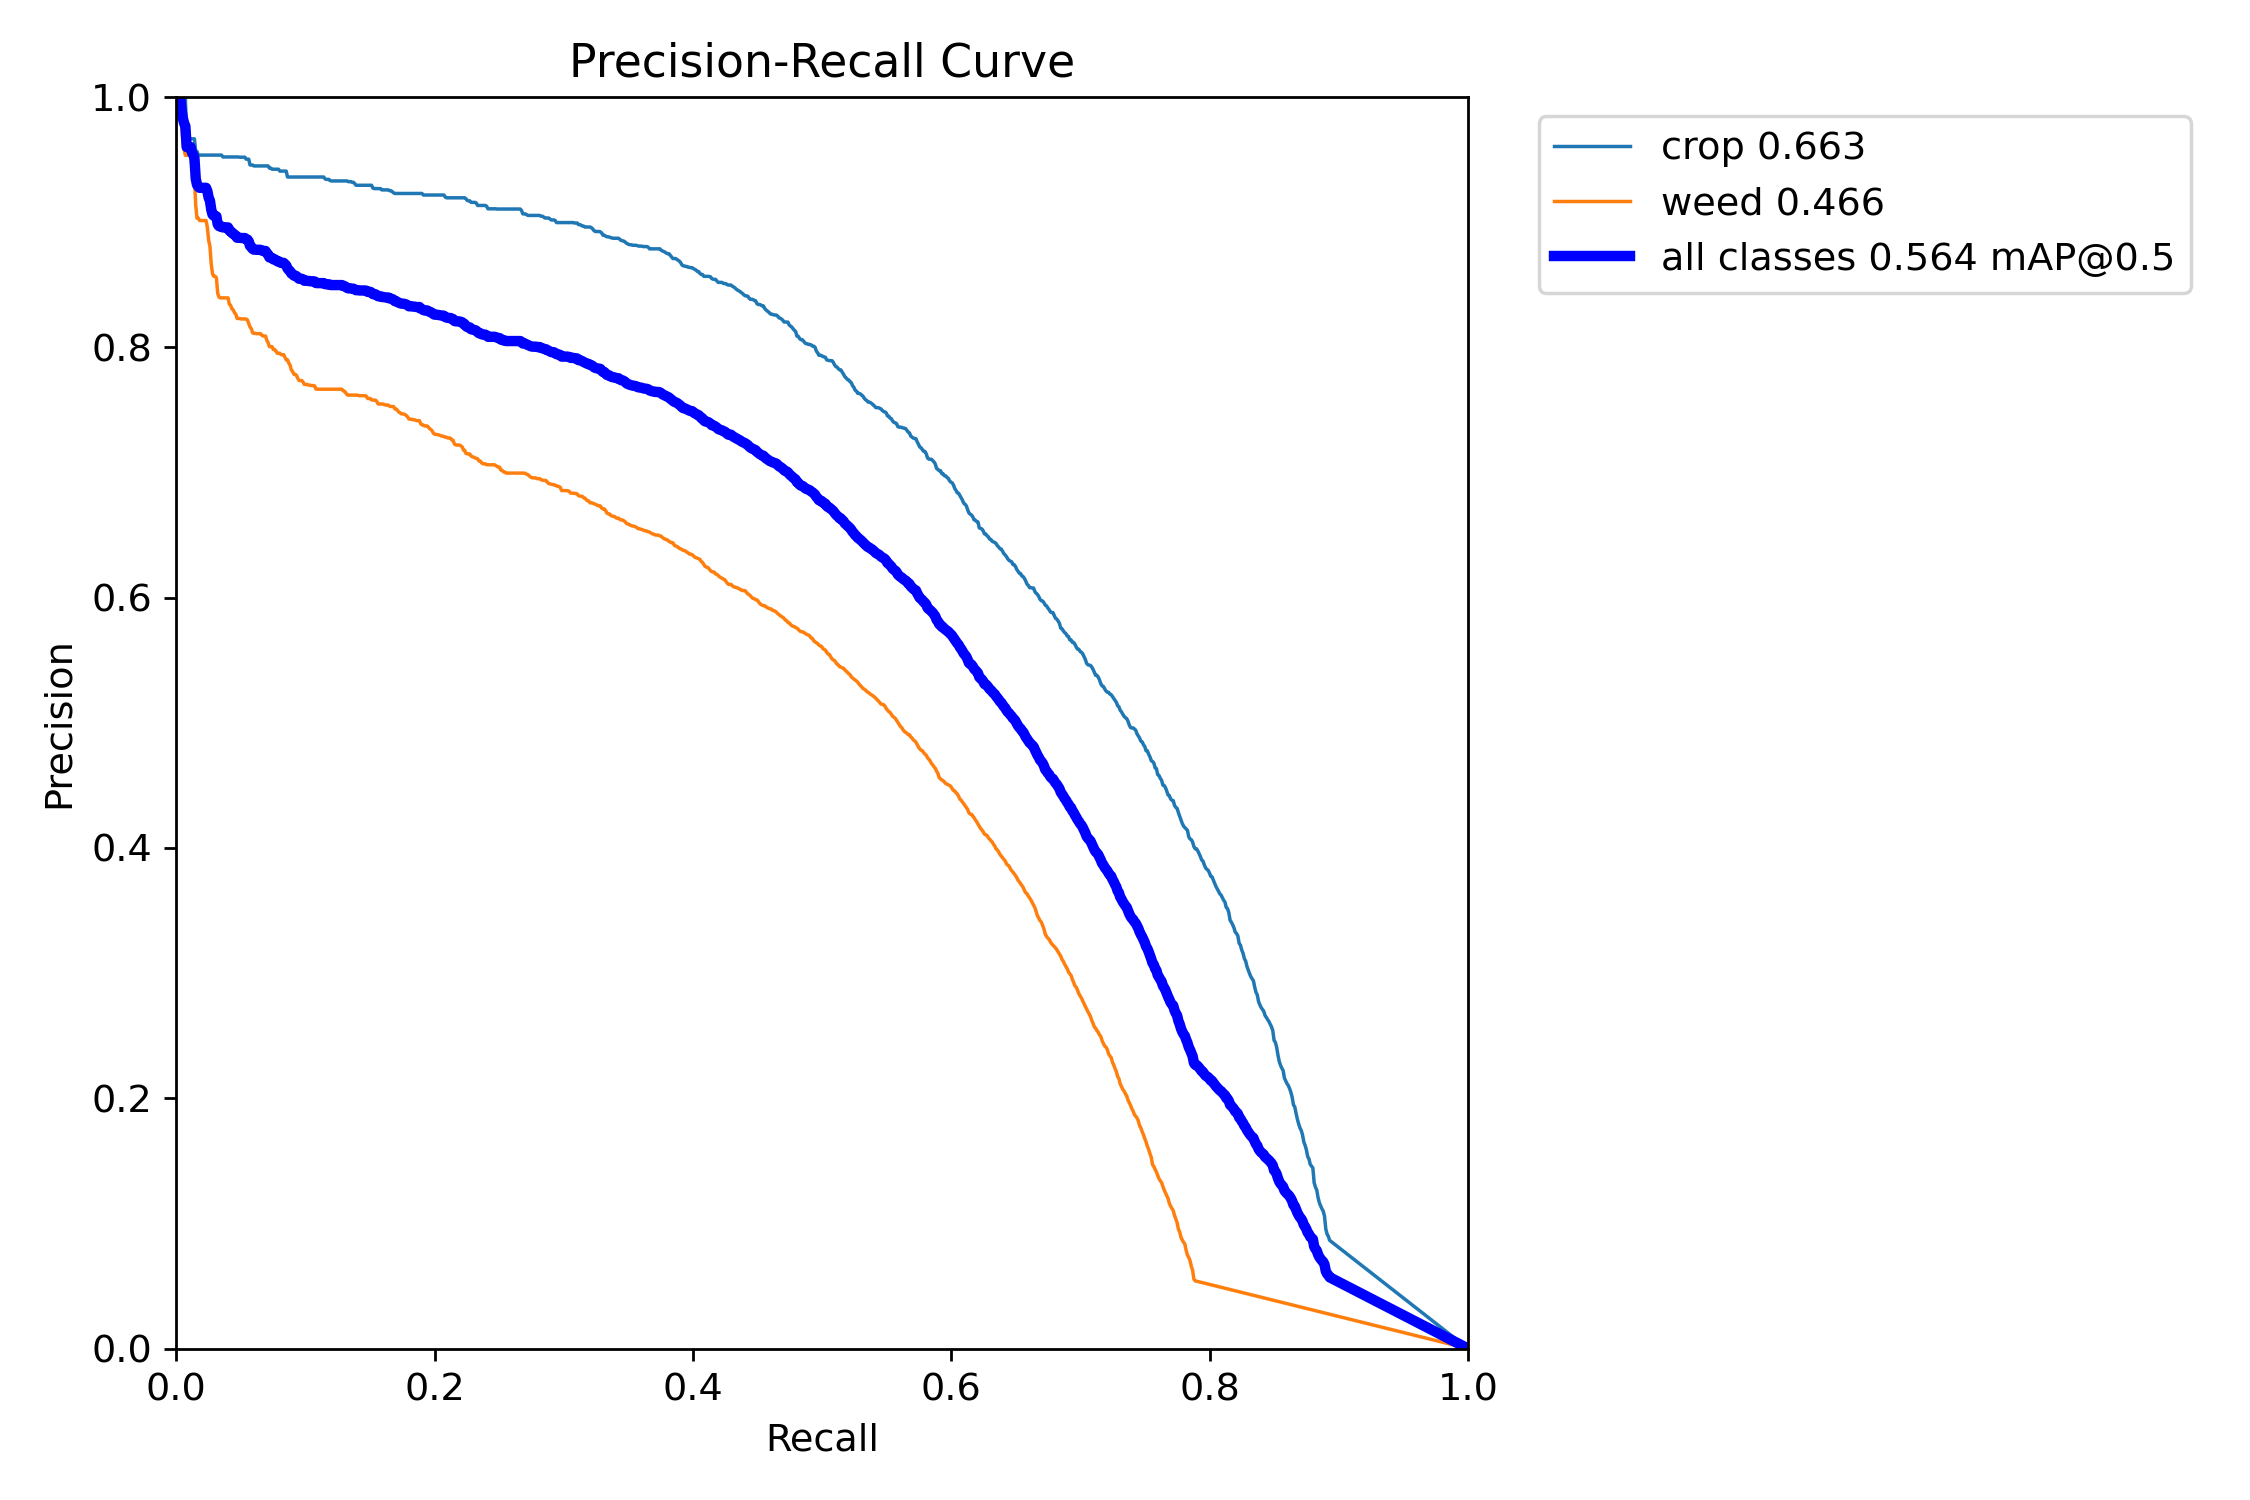 Precision-Recall Curve
crop 0.663
weed 0.466
all classes 0.564 mAP@0.5
1.0
0.8
0.6
0.4
0.2
0.0
Precision
0.0 0.2 0.4 0.6 0.8 1.0
Recall